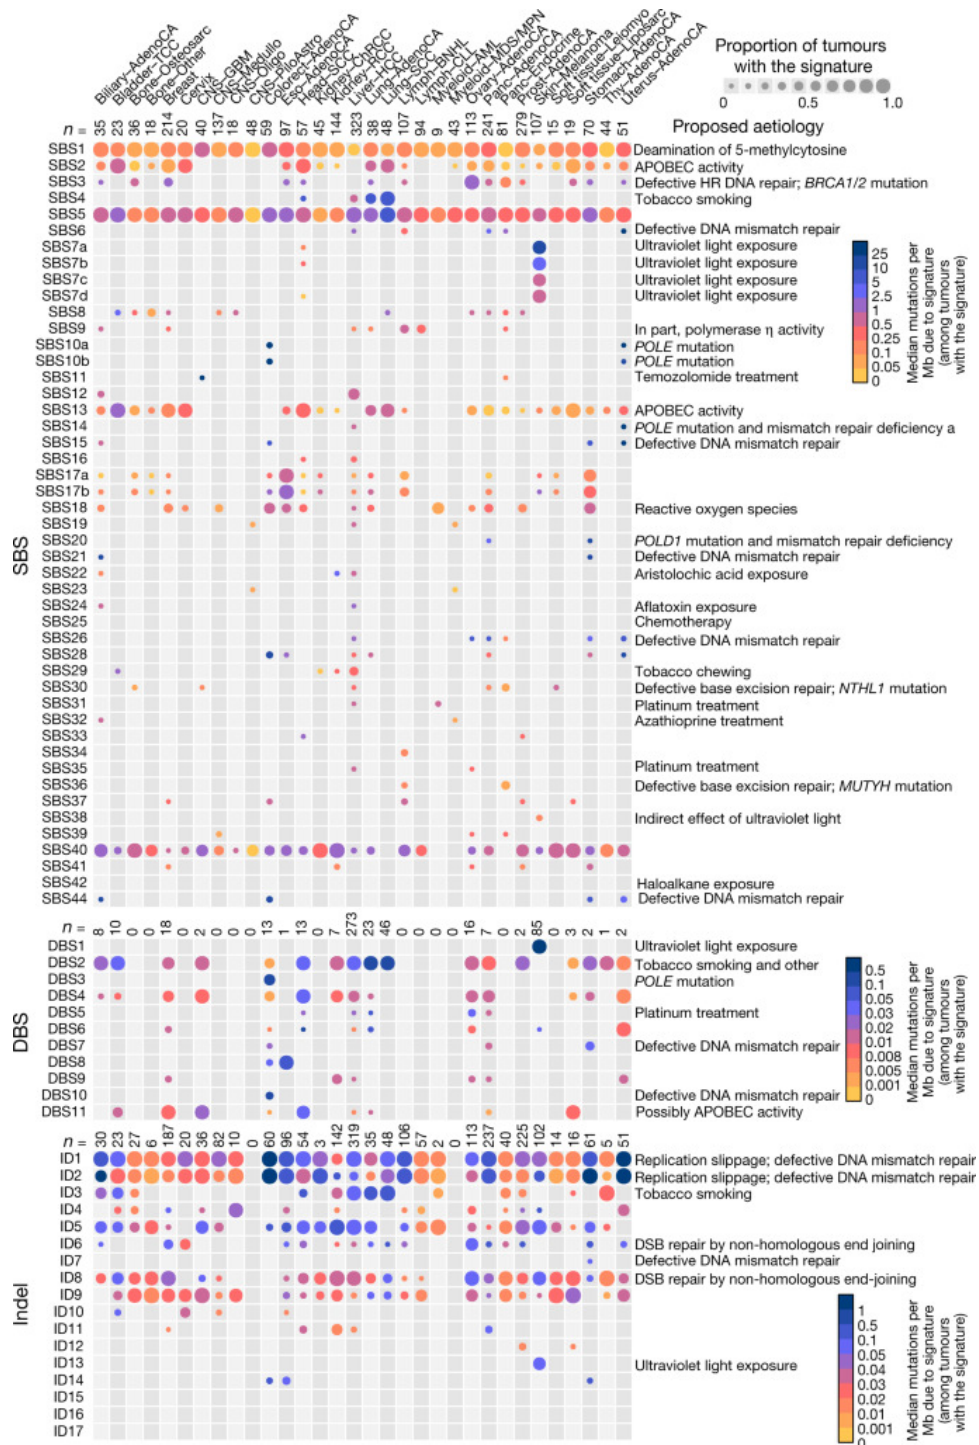 Biliary–AdenoCA
Bladder–TCC
Bone–Osteosarc
Bone–Other
Breast
Cervix
CNS–GBM
CNS–Medullo
CNS–Oligo
CNS–PiloAstro
Colorect–AdenoCA
Eso–AdenoCA
Head–SCC
Kidney–ChRCC
Kidney–RCC
Liver–HCC
Lung–AdenoCA
Lung–SCC
Lymph–BNHL
Lymph–CLL
Myeloid–AML
Myeloid–MDS/MPN
Ovary–AdenoCA
Panc–AdenoCA
Panc–Endocrine
Prost–AdenoCA
Skin–Melanoma
Soft tissue–Leiomyo
Soft tissue–Liposarc
Stomach–AdenoCA
Thy–AdenoCA
Uterus–AdenoCA
Proportion of tumours
with the signature
0 1.0
Proposed aetiology
n = 35 23 36 18 214 20 40 137 18 48 59 97 57 45 144 323 38 48 107 94 9 43 113 241 81 279 107 15 19 70 44 51
SBS
SBS1 Deamination of 5-methylcytosine
SBS2 APOBEC activity
SBS3 Defective HR DNA repair; BRCA1/2 mutation
SBS4 Tobacco smoking
SBS5
SBS6 Defective DNA mismatch repair
SBS7a Ultraviolet light exposure
SBS7b Ultraviolet light exposure
SBS7c Ultraviolet light exposure
SBS7d Ultraviolet light exposure
SBS8
SBS9 In part, polymerase η activity
SBS10a POLE mutation
SBS10b POLE mutation
SBS11 Temozolomide treatment
SBS12
SBS13 APOBEC activity
SBS14 POLE mutation and mismatch repair deficiency a
SBS15 Defective DNA mismatch repair
SBS16
SBS17a
SBS17b
SBS18 Reactive oxygen species
SBS19
SBS20 POLD1 mutation and mismatch repair deficiency
SBS21 Defective DNA mismatch repair
SBS22 Aristolochic acid exposure
SBS23
SBS24 Aflatoxin exposure
SBS25 Chemotherapy
SBS26 Defective DNA mismatch repair
SBS28
SBS29 Tobacco chewing
SBS30 Defective base excision repair; NTHL1 mutation
SBS31 Platinum treatment
SBS32 Azathioprine treatment
SBS33
SBS34
SBS35 Platinum treatment
SBS36 Defective base excision repair; MUTYH mutation
SBS37
SBS38 Indirect effect of ultraviolet light
SBS39
SBS40
SBS41
SBS42 Haloalkane exposure
SBS44 Defective DNA mismatch repair
25
10
5
2.5
1
0.5
0.25
0.1
0.05
0
Median mutations per
Mb due to signature
(among tumours
with the signature)
n = 8 10 0 0 18 0 2 0 0 0 13 1 13 0 7 273 23 46 0 0 0 0 16 7 0 2 85 0 3 2 1 2
DBS
DBS1 Ultraviolet light exposure
DBS2 Tobacco smoking and other
DBS3 POLE mutation
DBS4
DBS5 Platinum treatment
DBS6
DBS7 Defective DNA mismatch repair
DBS8
DBS9
DBS10 Defective DNA mismatch repair
DBS11 Possibly APOBEC activity
0.5
0.1
0.05
0.03
0.02
0.01
0.008
0.005
0.001
0
Median mutations per
Mb due to signature
(among tumours
with the signature)
n = 30 23 27 6 187 20 36 82 10 0 60 96 54 3 142 319 35 48 106 57 2 0 113 237 40 225 102 14 16 61 5 51
Indel
ID1 Replication slippage; defective DNA mismatch repair
ID2 Replication slippage; defective DNA mismatch repair
ID3 Tobacco smoking
ID4
ID5
ID6 DSB repair by non-homologous end joining
ID7 Defective DNA mismatch repair
ID8 DSB repair by non-homologous end-joining
ID9
ID10
ID11
ID12
ID13 Ultraviolet light exposure
ID14
ID15
ID16
ID17
1
0.5
0.1
0.05
0.04
0.03
0.02
0.01
0.001
0
Median mutations per
Mb due to signature
(among tumours
with the signature)